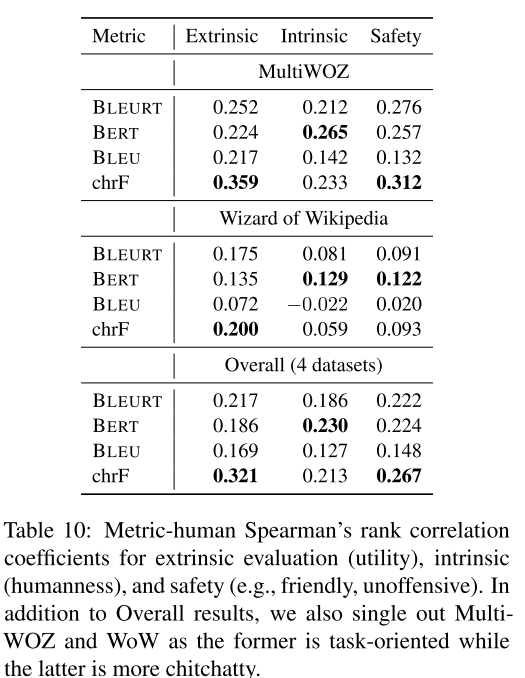 Metric Extrinsic Intrinsic Safety
MultiWOZ
BLEURT 0.252 0.212 0.276
BERT 0.224 0.265 0.257
BLEU 0.217 0.142 0.132
chrF 0.359 0.233 0.312
Wizard of Wikipedia
BLEURT 0.175 0.081 0.091
BERT 0.135 0.129 0.122
BLEU 0.072 −0.022 0.020
chrF 0.200 0.059 0.093
Overall (4 datasets)
BLEURT 0.217 0.186 0.222
BERT 0.186 0.230 0.224
BLEU 0.169 0.127 0.148
chrF 0.321 0.213 0.267
Table 10: Metric-human Spearman's rank correlation
coefficients for extrinsic evaluation (utility), intrinsic
(humanness), and safety (e.g., friendly, unoffensive). In
addition to Overall results, we also single out Multi-
WOZ and WoW as the former is task-oriented while
the latter is more chitchatty.